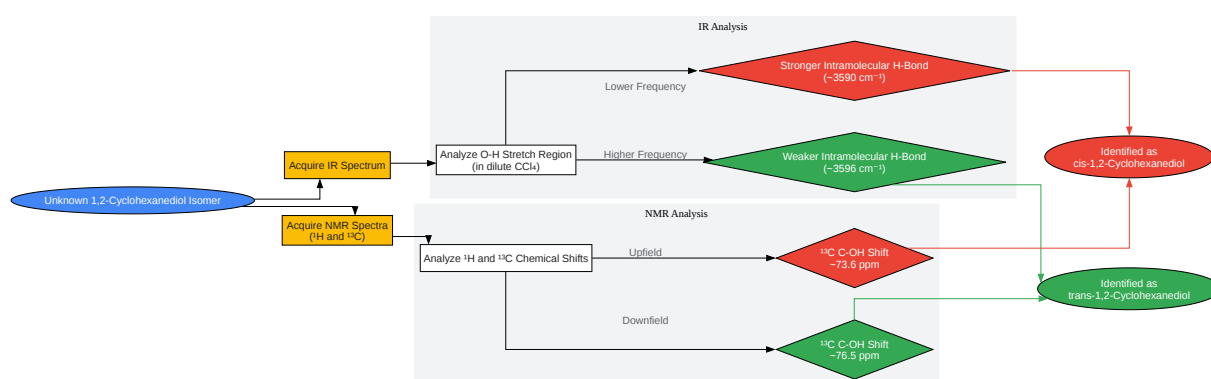 IR Analysis
Stronger Intramolecular H-Bond
(~3590 cm⁻¹)
Lower Frequency
Acquire IR Spectrum
Analyze O-H Stretch Region
(in dilute CCl₄)
Higher Frequency
Weaker Intramolecular H-Bond
(~3596 cm⁻¹)
Identified as
cis-1,2-Cyclohexanediol
Unknown 1,2-Cyclohexanediol Isomer
NMR Analysis
Acquire NMR Spectra
(¹H and ¹³C)
Analyze ¹H and ¹³C Chemical Shifts
Upfield
¹³C C-OH Shift
~73.6 ppm
Identified as
trans-1,2-Cyclohexanediol
Downfield
¹³C C-OH Shift
~76.5 ppm